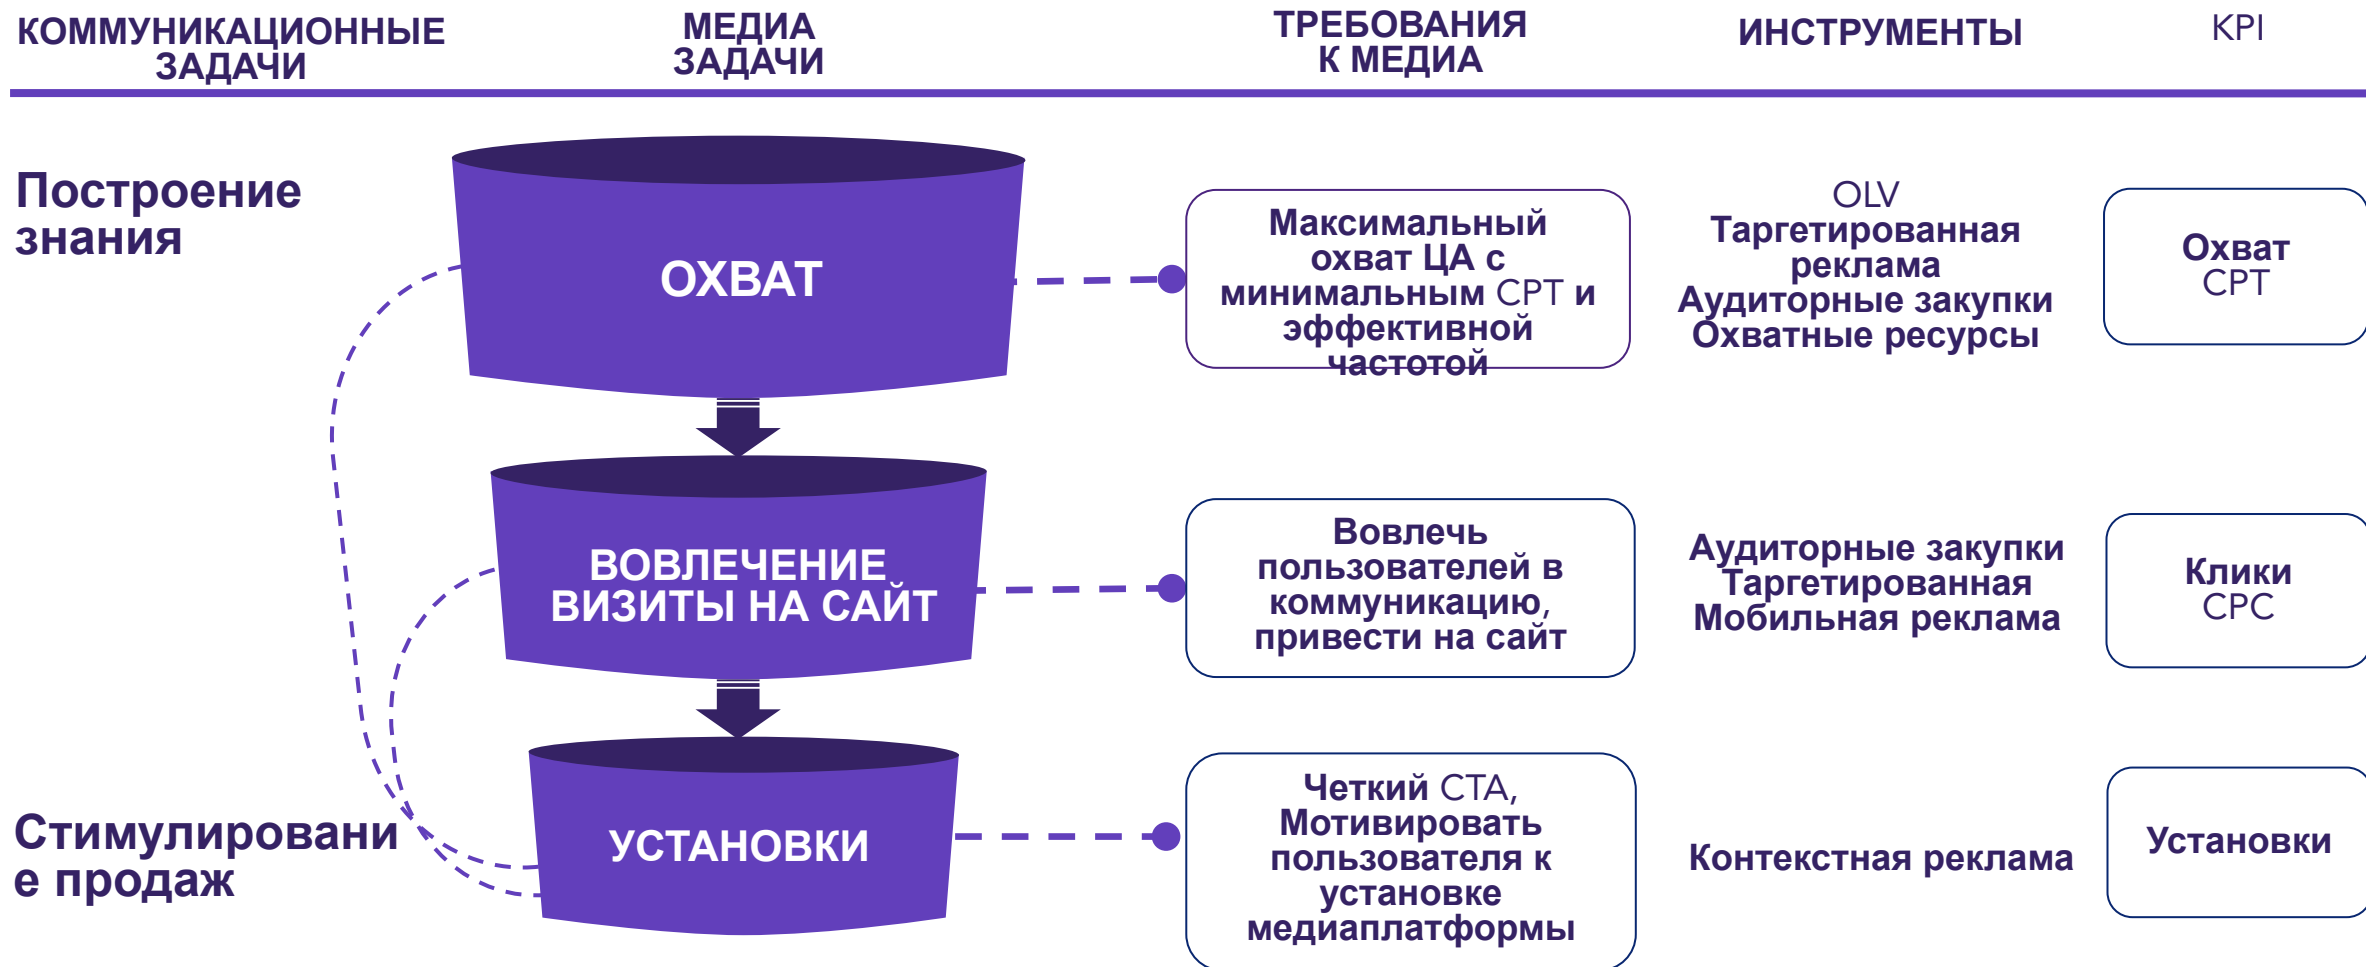 КОММУНИКАЦИОННЫЕ
ЗАДАЧИ
МЕДИА
ЗАДАЧИ
ТРЕБОВАНИЯ
К МЕДИА
ИНСТРУМЕНТЫ
KPI
Построение
знания
ОХВАТ
Максимальный
охват ЦА с
минимальным CPT и
эффективной
частотой
OLV
Таргетированная
реклама
Аудиторные закупки
Охватные ресурсы
Охват
CPT
ВОВЛЕЧЕНИЕ
ВИЗИТЫ НА САЙТ
Вовлечь
пользователей в
коммуникацию,
привести на сайт
Аудиторные закупки
Таргетированная
Мобильная реклама
Клики
CPC
Стимулировани
е продаж
УСТАНОВКИ
Четкий CTA,
Мотивировать
пользователя к
установке
медиаплатформы
Контекстная реклама
Установки